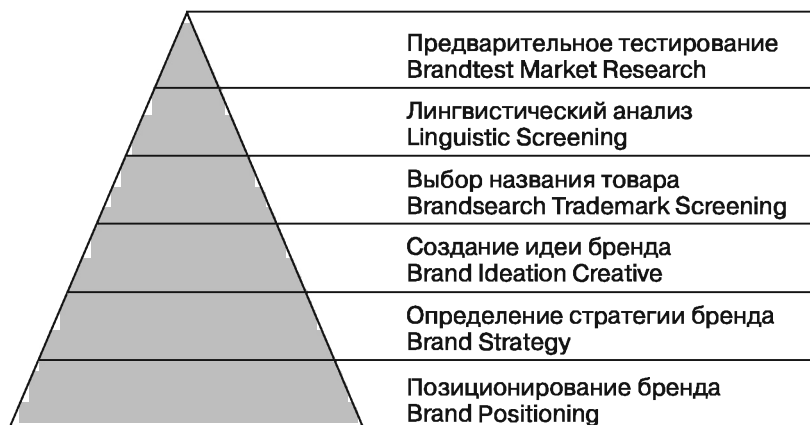 Предварительное тестирование
Brandtest Market Research
Лингвистический анализ
Linguistic Screening
Выбор названия товара
Brandsearch Trademark Screening
Создание идеи бренда
Brand Ideation Creative
Определение стратегии бренда
Brand Strategy
Позиционирование бренда
Brand Positioning